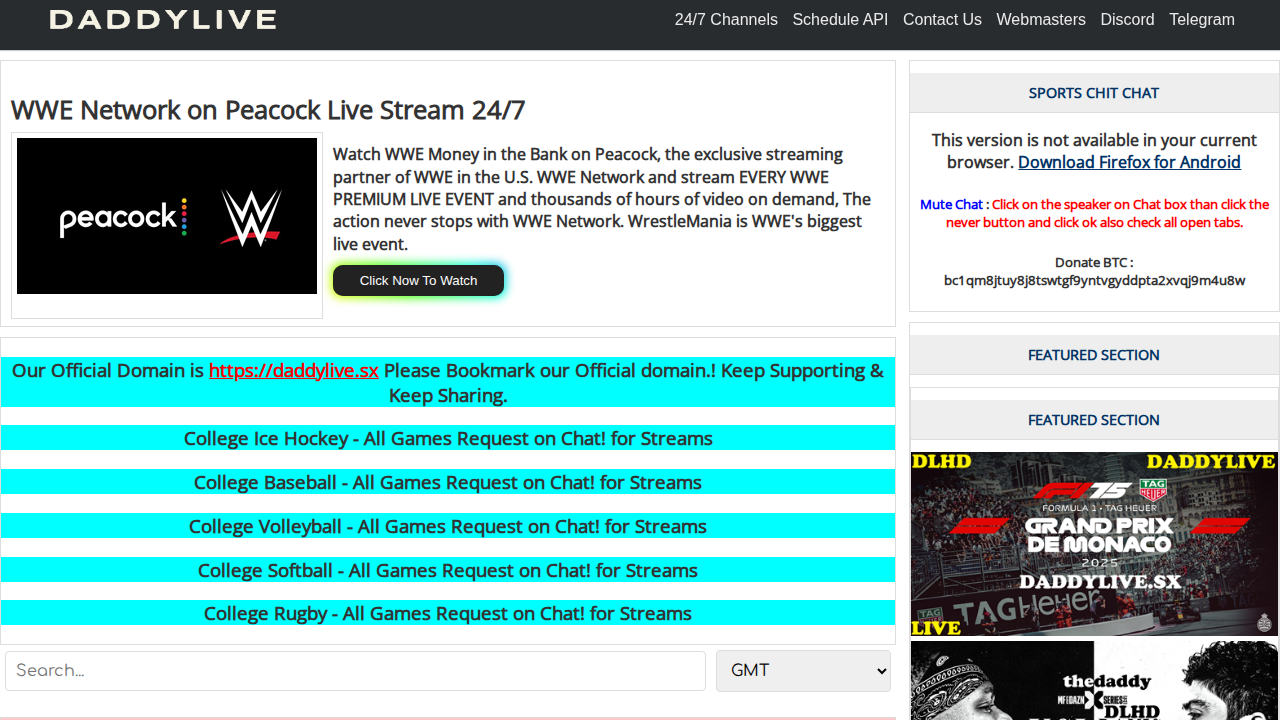 DADDYLIVE
24/7 Channels Schedule API Contact Us Webmasters Discord Telegram
WWE Network on Peacock Live Stream 24/7
peacock
Watch WWE Money in the Bank on Peacock, the exclusive streaming
partner of WWE in the U.S. WWE Network and stream EVERY WWE
PREMIUM LIVE EVENT and thousands of hours of video on demand, The
action never stops with WWE Network. WrestleMania is WWE's biggest
live event.
Click Now To Watch
Our Official Domain is https://daddylive.sx Please Bookmark our Official domain.! Keep Supporting &
Keep Sharing.
College Ice Hockey - All Games Request on Chat! for Streams
College Baseball - All Games Request on Chat! for Streams
College Volleyball - All Games Request on Chat! for Streams
College Softball - All Games Request on Chat! for Streams
College Rugby - All Games Request on Chat! for Streams
Search...
GMT
SPORTS CHIT CHAT
This version is not available in your current
browser. Download Firefox for Android
Mute Chat : Click on the speaker on Chat box than click the
never button and click ok also check all open tabs.
Donate BTC :
bc1qm8jtuy8j8tswtgf9yntvgyddpta2xvqj9m4u8w
FEATURED SECTION
FEATURED SECTION
DLHD DADDYLIVE
F1 75 TAG HEUER
FORMULA 1 • TAG HEUER
GRAND PRIX
DE MONACO
2025
DADDYLIVE.SX
TAG Heuer
LIVE
thedaddy
DLHD